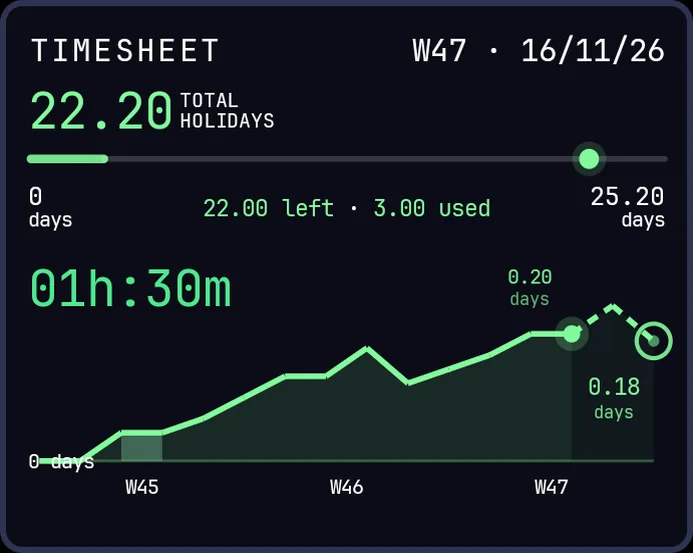 TIMESHEET
W47 · 16/11/26
22.20 TOTAL HOLIDAYS
0 days
22.00 left · 3.00 used
25.20 days
01h:30m
0.20 days
0.18 days
0 days
W45
W46
W47